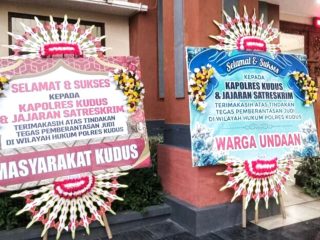 SELAMAT & SUKSES
KEPADA
KAPOLRES KUDUS
& JAJARAN SATRESKRIM
TERIMAKASIH ATAS TINDAKAN
TEGAS PEMBERANTASAN JUDI
DI WILAYAH HUKUM POLRES KUDUS
MASYARAKAT KUDUS
Selamat & Sukses
KEPADA
KAPOLRES KUDUS
& JAJARAN SATRESKRIM
TERIMAKASIH ATAS TINDAKAN
TEGAS PEMBERANTASAN JUDI
DI WILAYAH HUKUM POLRES KUDUS
WARGA UNDAAN